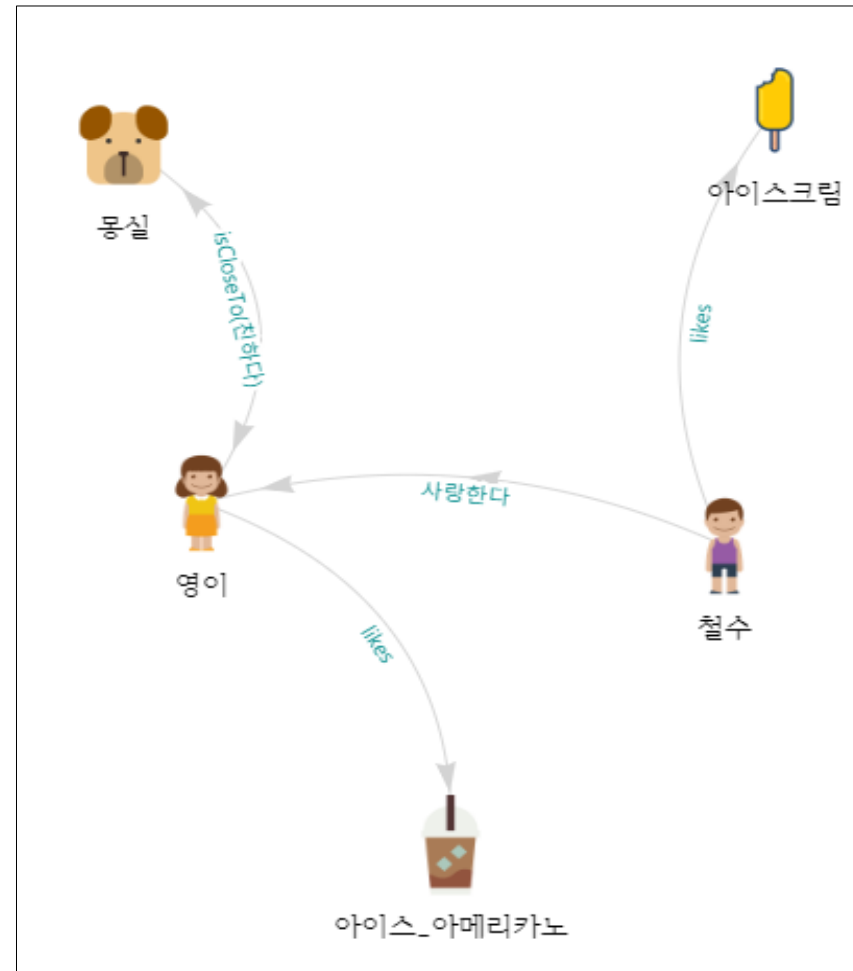 아이스크림
몽실
isCloseTo(친하다)
likes
사랑한다
영이
철수
likes
아이스_아메리카노